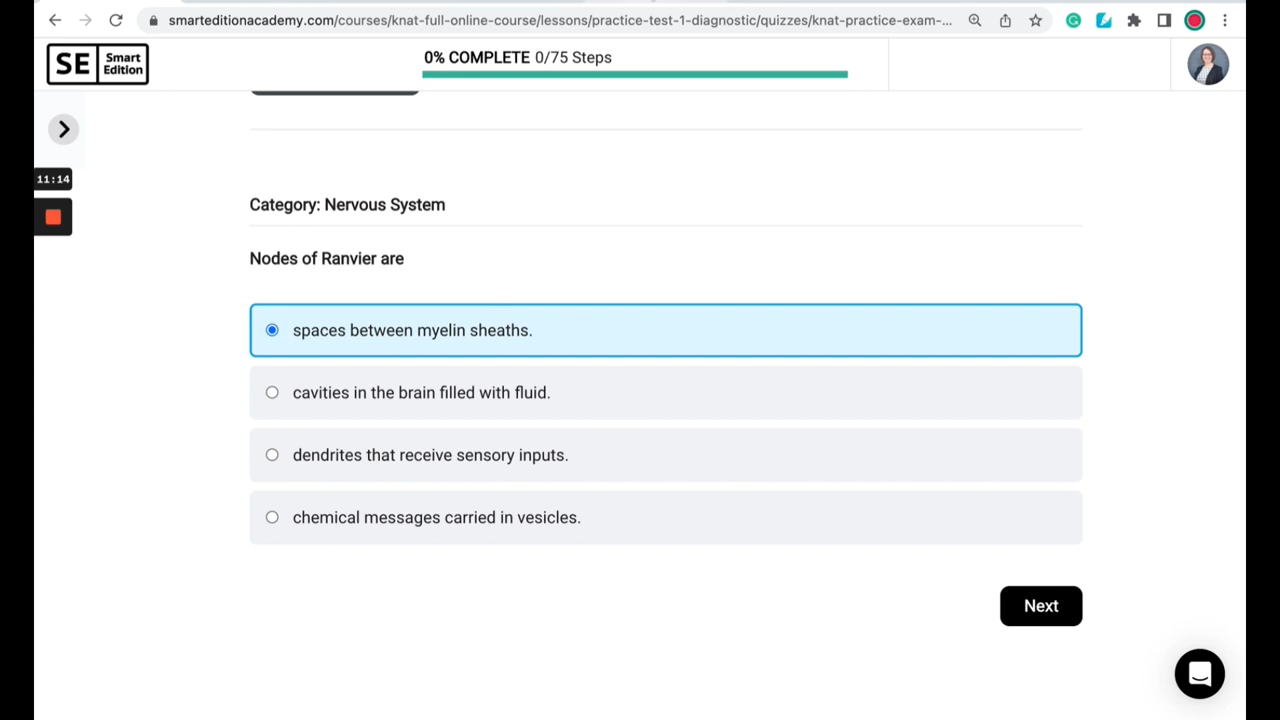 smarteditionacademy.com/courses/knat-full-online-course/lessons/practice-test-1-diagnostic/quizzes/knat-practice-exam-...
SE Smart Edition
0% COMPLETE 0/75 Steps
11:14
Category: Nervous System
Nodes of Ranvier are
spaces between myelin sheaths.
cavities in the brain filled with fluid.
dendrites that receive sensory inputs.
chemical messages carried in vesicles.
Next